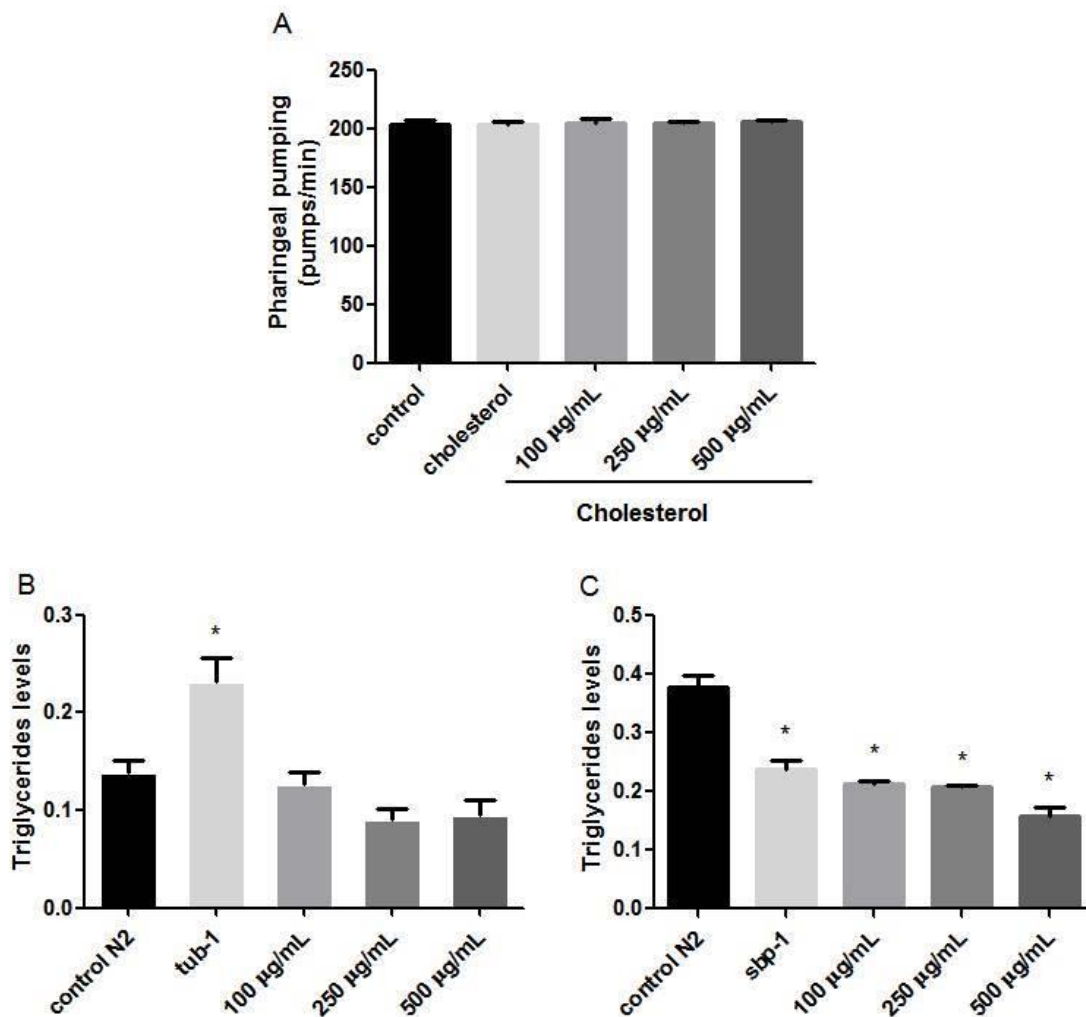 A
Pharingeal pumping
(pumps/min)
250
200
150
100
50
0
control
cholesterol
100 µg/mL
250 µg/mL
500 µg/mL
Cholesterol
B
Triglycerides levels
0.3
0.2
0.1
0.0
*
control N2
tub-1
100 µg/mL
250 µg/mL
500 µg/mL
C
Triglycerides levels
0.5
0.4
0.3
0.2
0.1
0.0
*
*
*
*
control N2
sbp-1
100 µg/mL
250 µg/mL
500 µg/mL